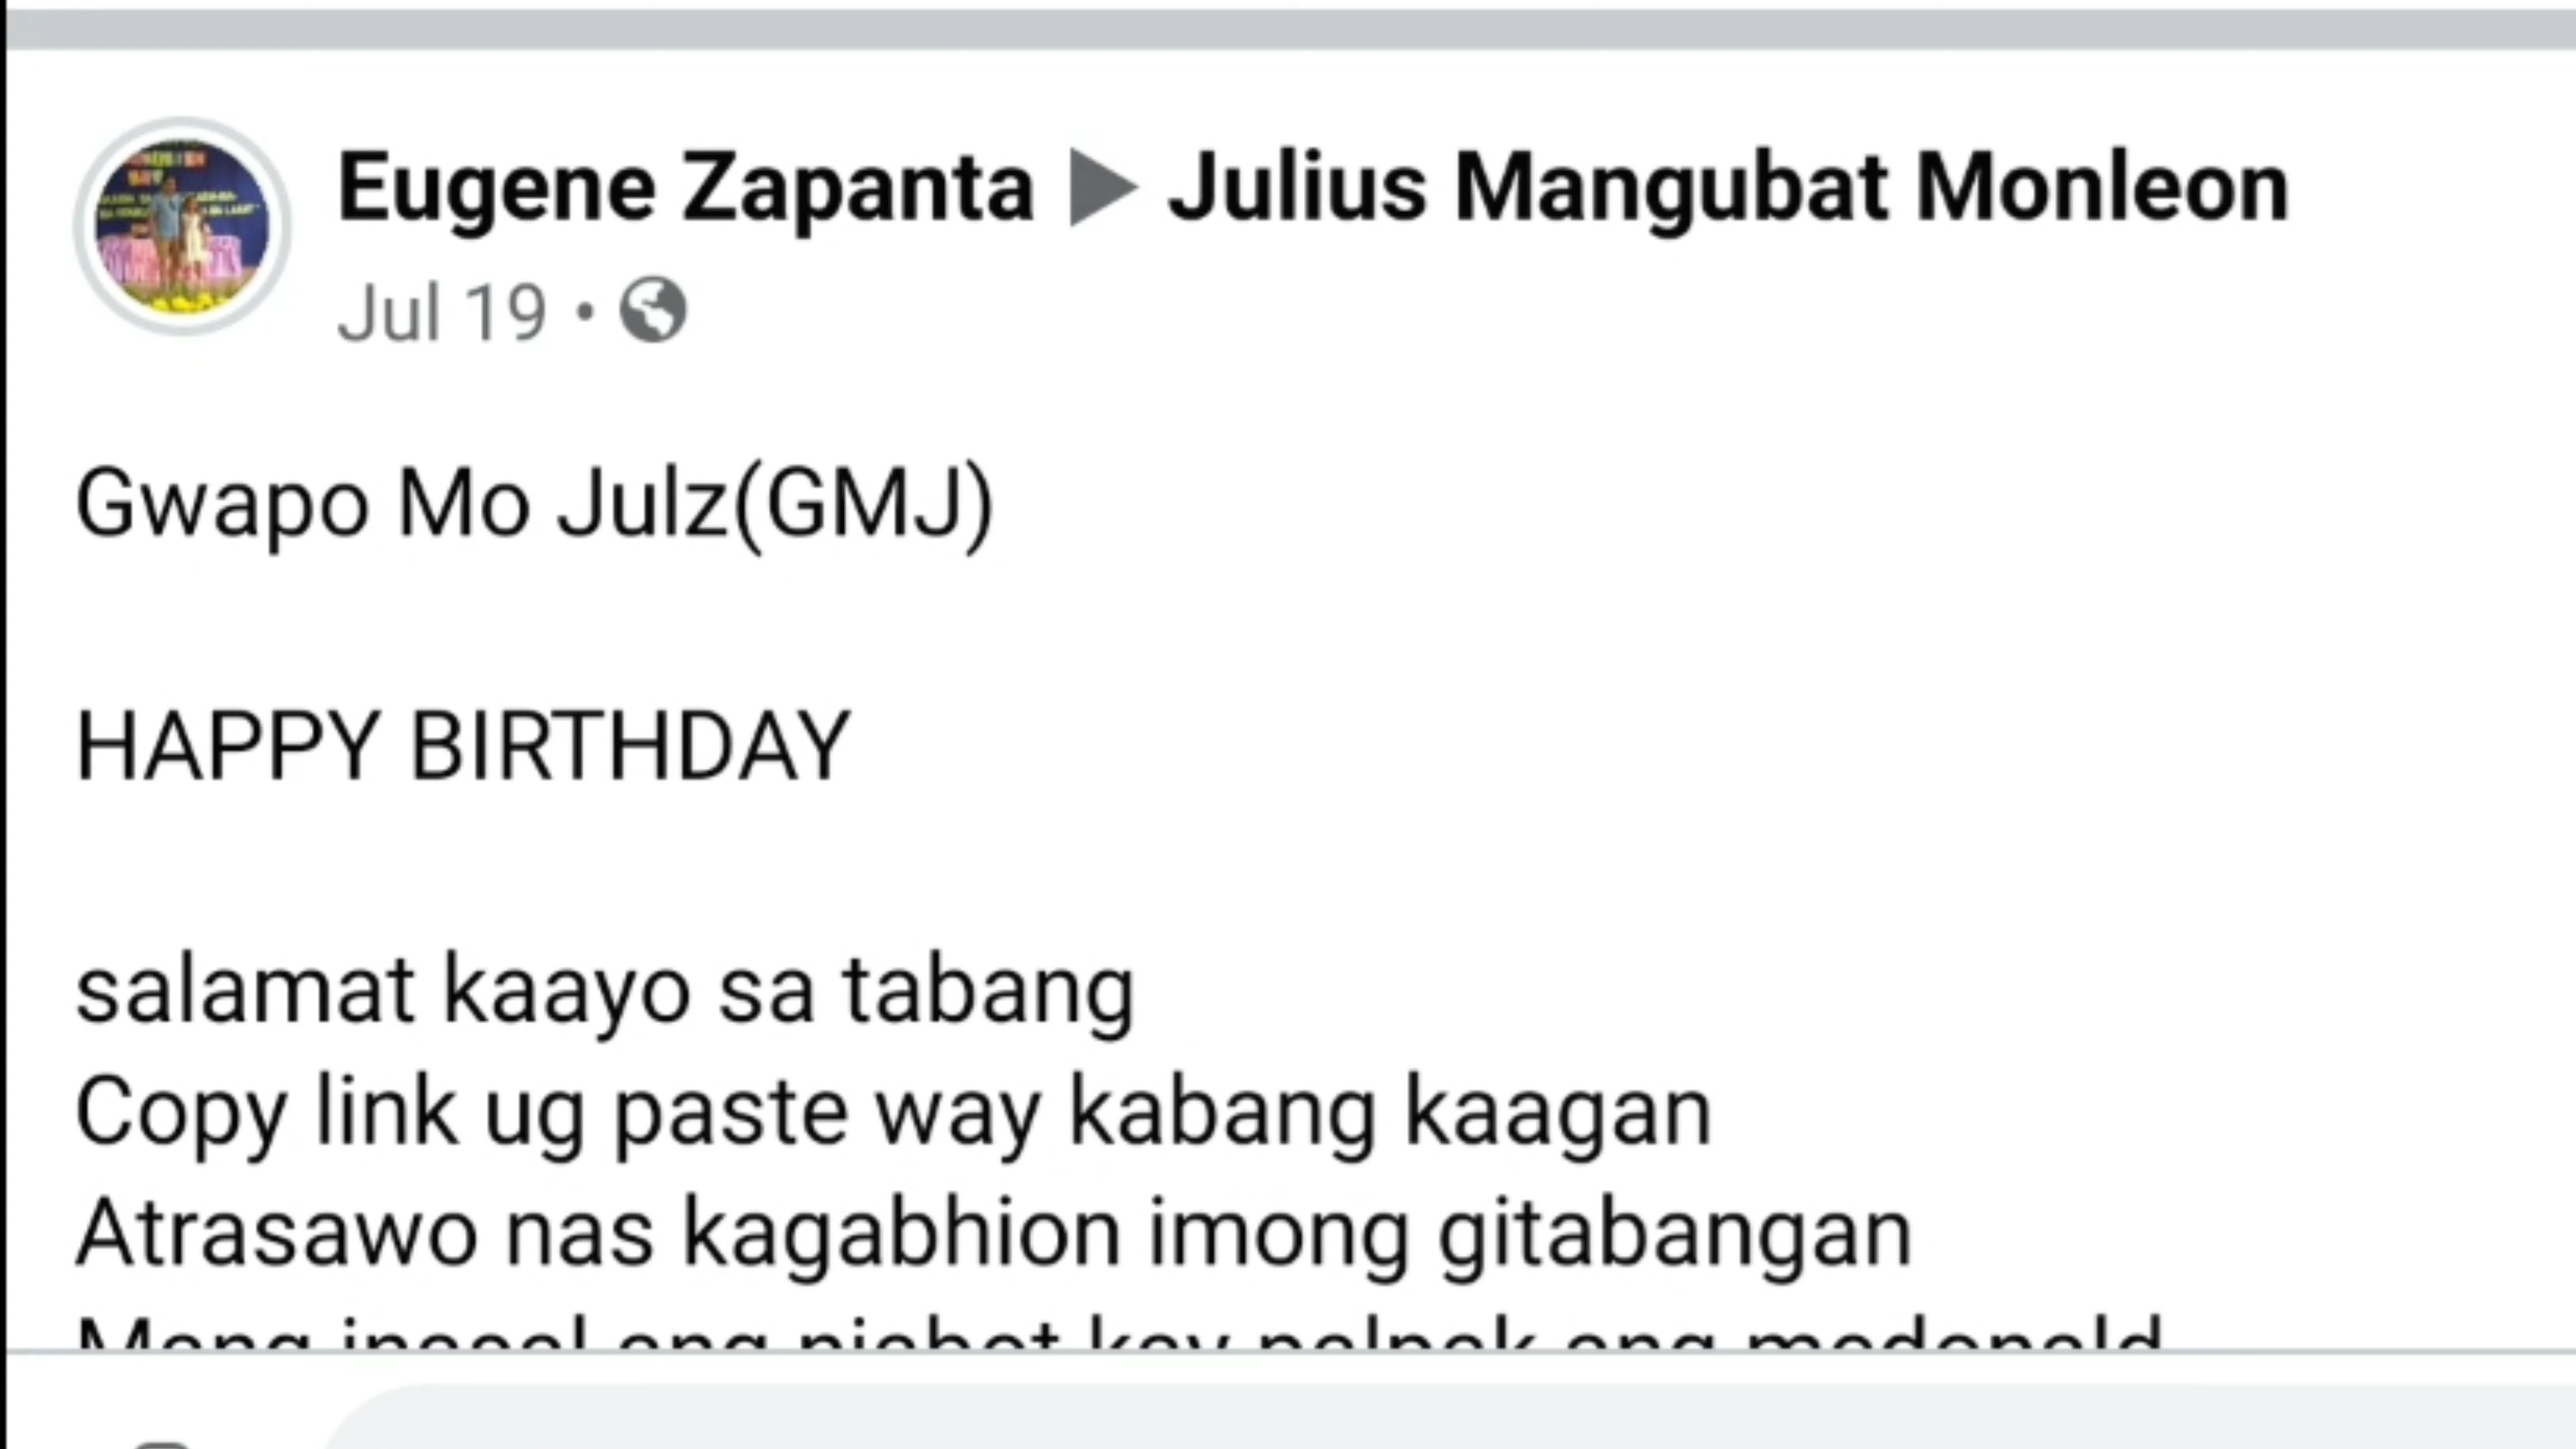 Eugene Zapanta ▶ Julius Mangubat Monleon
Jul 19 •
Gwapo Mo Julz(GMJ)
HAPPY BIRTHDAY
salamat kaayo sa tabang
Copy link ug paste way kabang kaagan
Atrasawo nas kagabhion imong gitabangan